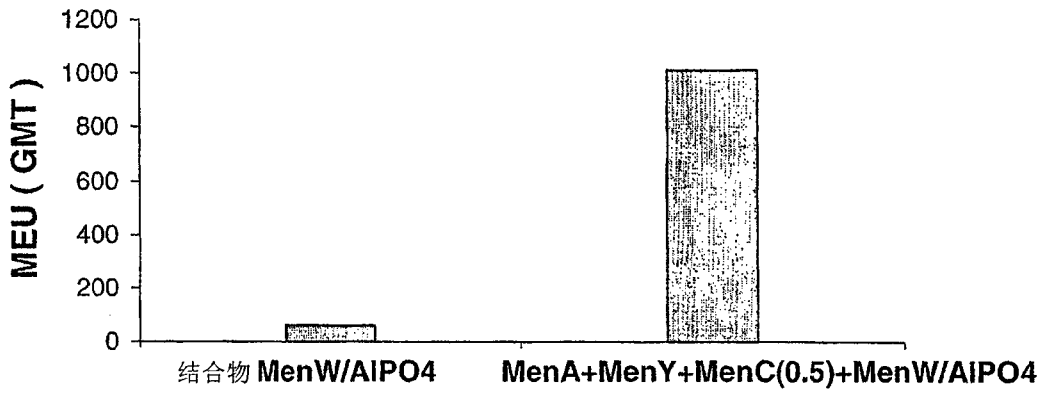 1200
1000
800
600
400
200
0
MEU ( GMT )
结合物 MenW/AlPO4
MenA+MenY+MenC(0.5)+MenW/AlPO4